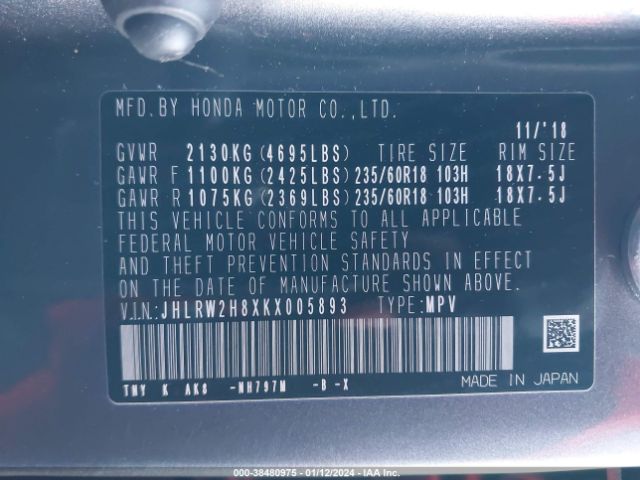 MFD.BY HONDA MOTOR CO.,LTD.
11/'18
GVWR 2130KG(4695LBS) TIRE SIZE RIM SIZE
GAWR F 1100KG(2425LBS) 235/60R18 103H 18X7.5J
GAWR R 1075KG(2369LBS) 235/60R18 103H 18X7.5J
THIS VEHICLE CONFORMS TO ALL APPLICABLE
FEDERAL MOTOR VEHICLE SAFETY
AND THEFT PREVENTION STANDARDS IN EFFECT
ON THE DATE OF MANUFACTURE SHOWN ABOVE.
V.I.N.:JHLRW2H8XKX005893 TYPE:MPV
TMY K AK8 -NH797M -B -X
MADE IN JAPAN
000-38480975 - 01/12/2024 - IAA Inc.